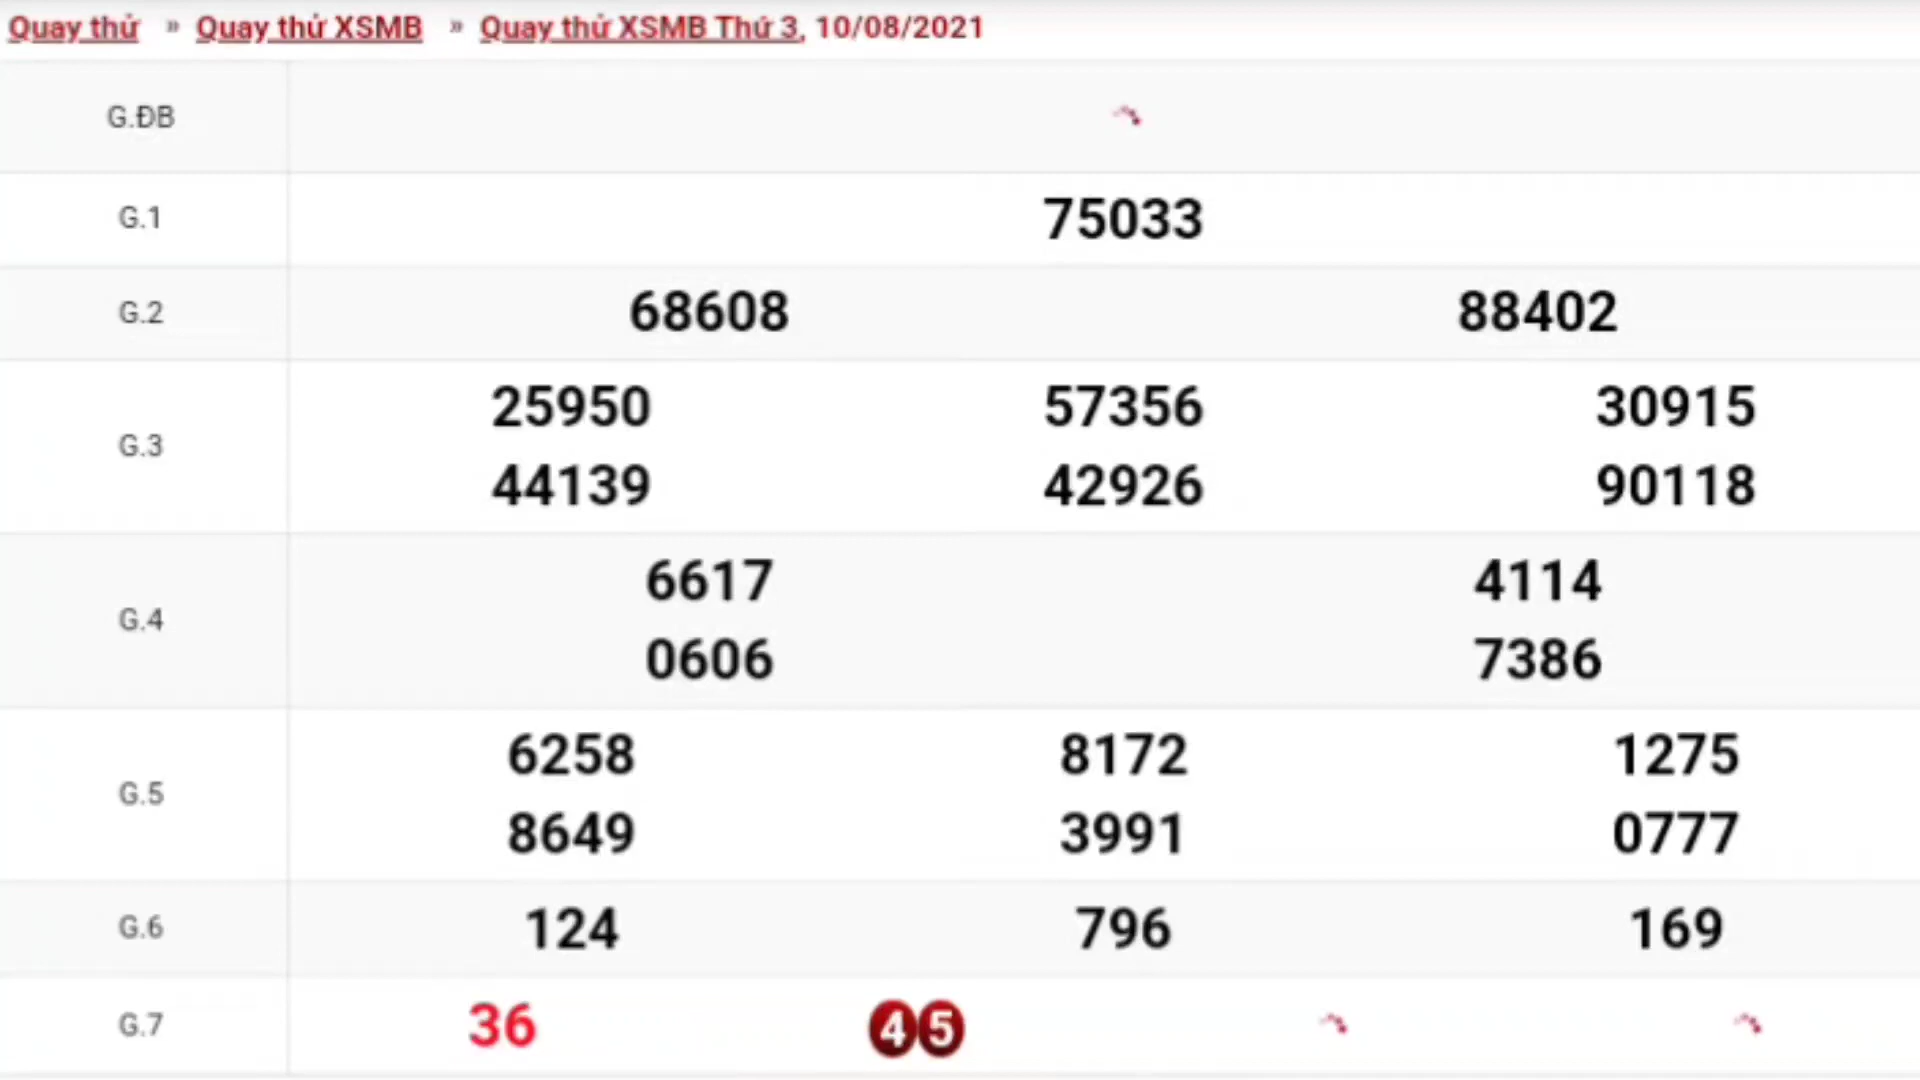 Quay thử » Quay thử XSMB » Quay thử XSMB Thứ 3, 10/08/2021
G.ĐB
G.1 75033
G.2 68608 88402
G.3 25950 57356 30915
44139 42926 90118
G.4 6617 4114
0606 7386
G.5 6258 8172 1275
8649 3991 0777
G.6 124 796 169
G.7 36 45